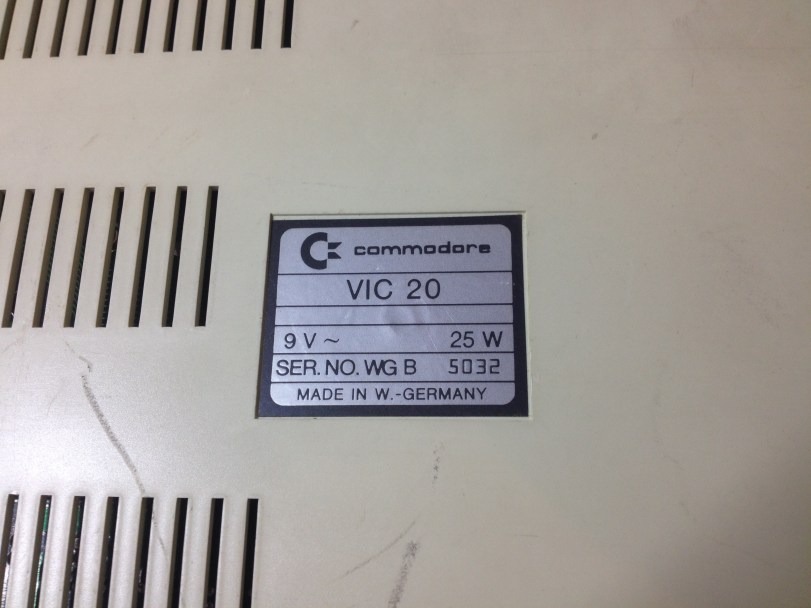 commodore
VIC 20
9 V ~ 25 W
SER. NO. WG B 5032
MADE IN W.-GERMANY